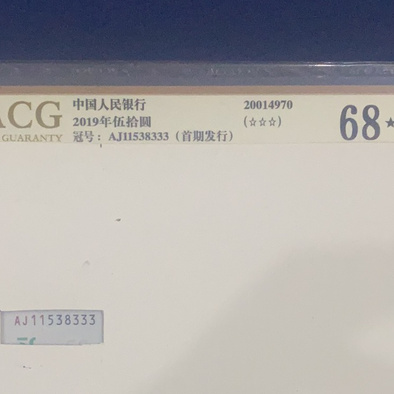 ACG
GUARANTY
中国人民银行
2019年伍拾圆
冠号：AJ11538333（首期发行）
20014970
(☆☆☆)
68★
AJ11538333